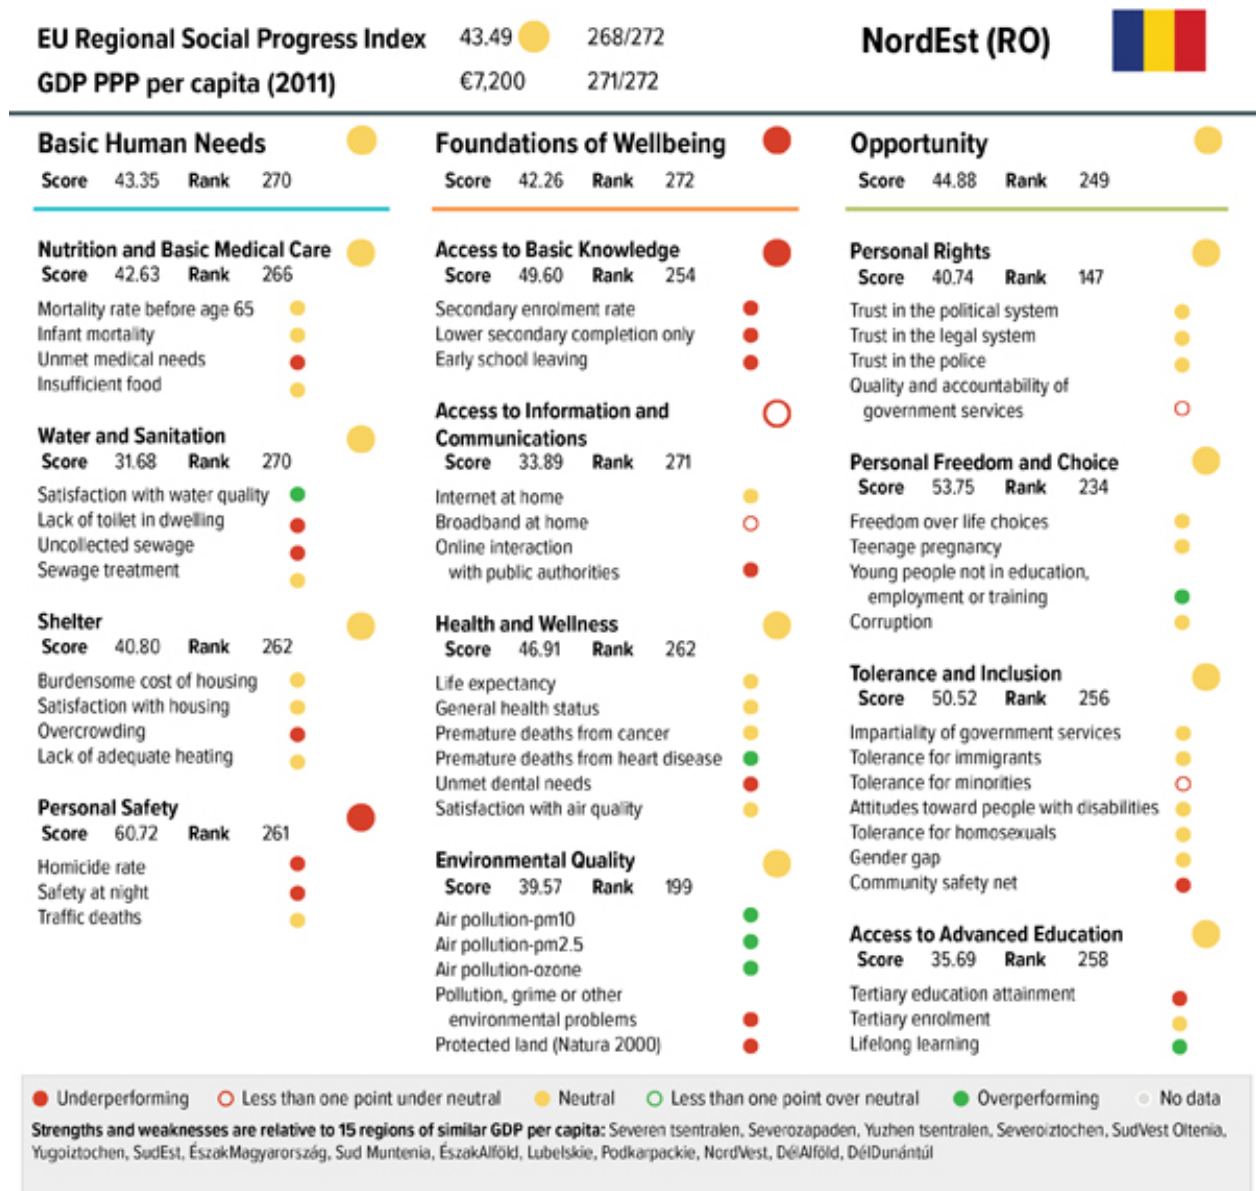 EU Regional Social Progress Index 43.49 268/272
GDP PPP per capita (2011) €7,200 271/272
NordEst (RO)
Basic Human Needs
Score 43.35 Rank 270
Nutrition and Basic Medical Care
Score 42.63 Rank 266
Mortality rate before age 65
Infant mortality
Unmet medical needs
Insufficient food
Water and Sanitation
Score 31.68 Rank 270
Satisfaction with water quality
Lack of toilet in dwelling
Uncollected sewage
Sewage treatment
Shelter
Score 40.80 Rank 262
Burdensome cost of housing
Satisfaction with housing
Overcrowding
Lack of adequate heating
Personal Safety
Score 60.72 Rank 261
Homicide rate
Safety at night
Traffic deaths
Foundations of Wellbeing
Score 42.26 Rank 272
Access to Basic Knowledge
Score 49.60 Rank 254
Secondary enrolment rate
Lower secondary completion only
Early school leaving
Access to Information and
Communications
Score 33.89 Rank 271
Internet at home
Broadband at home
Online interaction
with public authorities
Health and Wellness
Score 46.91 Rank 262
Life expectancy
General health status
Premature deaths from cancer
Premature deaths from heart disease
Unmet dental needs
Satisfaction with air quality
Environmental Quality
Score 39.57 Rank 199
Air pollution-pm10
Air pollution-pm2.5
Air pollution-ozone
Pollution, grime or other
environmental problems
Protected land (Natura 2000)
Opportunity
Score 44.88 Rank 249
Personal Rights
Score 40.74 Rank 147
Trust in the political system
Trust in the legal system
Trust in the police
Quality and accountability of
government services
Personal Freedom and Choice
Score 53.75 Rank 234
Freedom over life choices
Teenage pregnancy
Young people not in education,
employment or training
Corruption
Tolerance and Inclusion
Score 50.52 Rank 256
Impartiality of government services
Tolerance for immigrants
Tolerance for minorities
Attitudes toward people with disabilities
Tolerance for homosexuals
Gender gap
Community safety net
Access to Advanced Education
Score 35.69 Rank 258
Tertiary education attainment
Tertiary enrolment
Lifelong learning
Underperforming Less than one point under neutral Neutral Less than one point over neutral Overperforming No data
Strengths and weaknesses are relative to 15 regions of similar GDP per capita: Severen tsentralen, Severozapaden, Yuzhen tsentralen, Severoiztochen, SudVest Oltenia,
Yugoiztochen, SudEst, ÉszakMagyarország, Sud Muntenia, ÉszakAlföld, Lubelskie, Podkarpackie, NordVest, DélAlföld, DélDunántúl